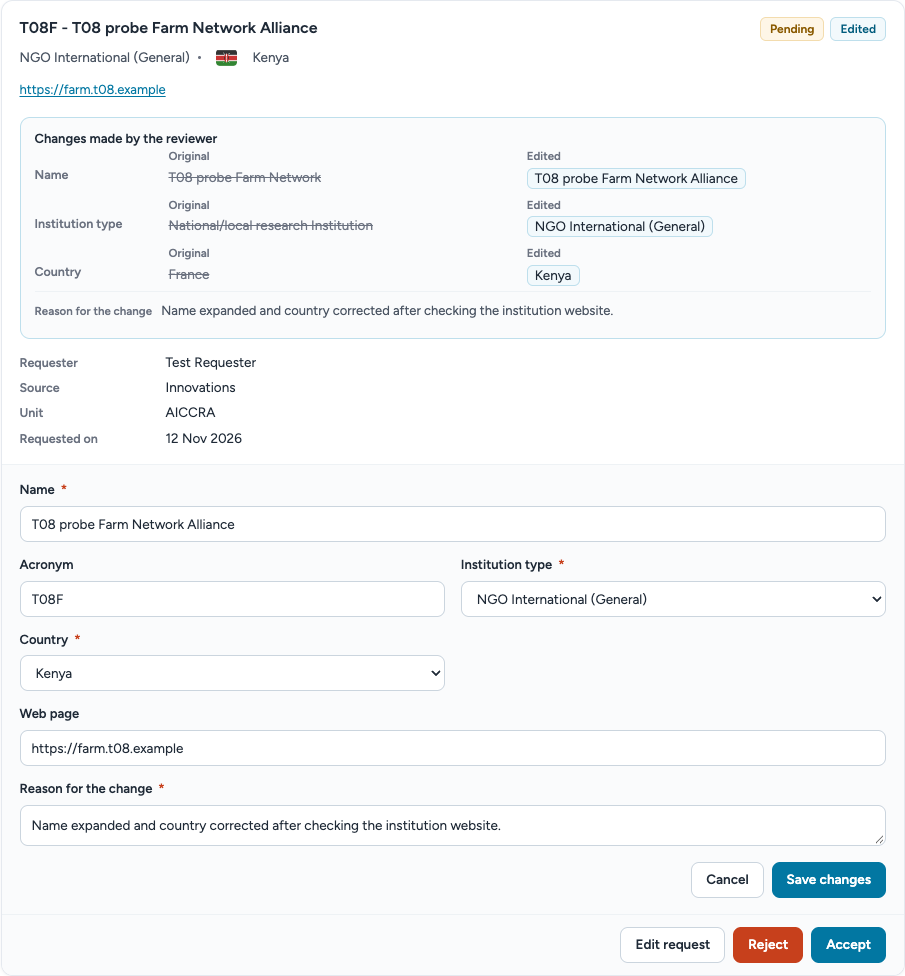 T08F - T08 probe Farm Network Alliance
Pending
Edited
NGO International (General) • Kenya
https://farm.t08.example
Changes made by the reviewer
Original
Edited
Name
T08 probe Farm Network
T08 probe Farm Network Alliance
Original
Edited
Institution type
National/local research Institution
NGO International (General)
Original
Edited
Country
France
Kenya
Reason for the change Name expanded and country corrected after checking the institution website.
Requester Test Requester
Source Innovations
Unit AICCRA
Requested on 12 Nov 2026
Name *
T08 probe Farm Network Alliance
Acronym
Institution type *
T08F
NGO International (General)
Country *
Kenya
Web page
https://farm.t08.example
Reason for the change *
Name expanded and country corrected after checking the institution website.
Cancel
Save changes
Edit request
Reject
Accept